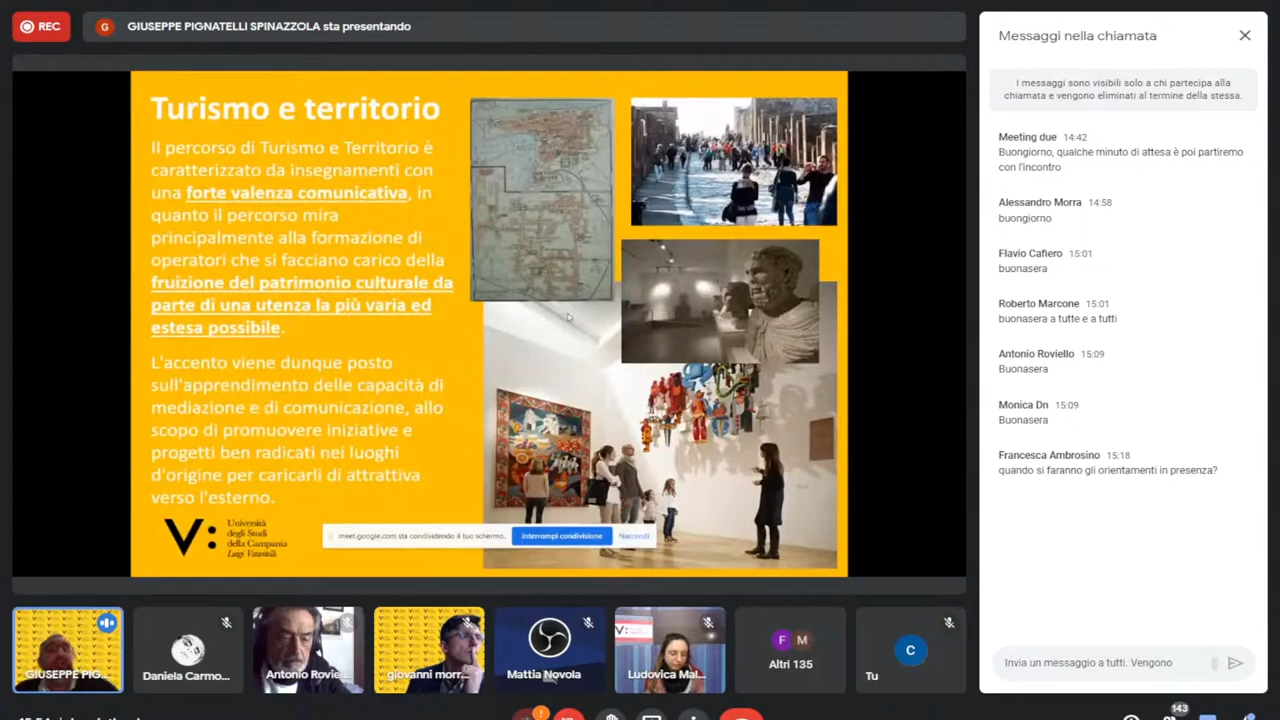 REC
G
GIUSEPPE PIGNATELLI SPINAZZOLA sta presentando
Turismo e territorio
Il percorso di Turismo e Territorio è
caratterizzato da insegnamenti con
una forte valenza comunicativa, in
quanto il percorso mira
principalmente alla formazione di
operatori che si facciano carico della
fruizione del patrimonio culturale da
parte di una utenza la più varia ed
estesa possibile.
L'accento viene dunque posto
sull'apprendimento delle capacità di
mediazione e di comunicazione, allo
scopo di promuovere iniziative e
progetti ben radicati nei luoghi
d'origine per caricarli di attrattiva
verso l'esterno.
V:
Università
degli Studi
della Campania
Luigi Vanvitelli
meet.google.com sta condividendo il tuo schermo.
Interrompi condivisione
Nascondi
GIUSEPPE PIG...
Daniela Carmo...
Antonio Rovie...
giovanni morr...
Mattia Novola
V:
Ludovica Mal...
F M
Altri 135
C
Tu
143
Messaggi nella chiamata
I messaggi sono visibili solo a chi partecipa alla
chiamata e vengono eliminati al termine della stessa.
Meeting due 14:42
Buongiorno, qualche minuto di attesa è poi partiremo
con l'incontro
Alessandro Morra 14:58
buongiorno
Flavio Cafiero 15:01
buonasera
Roberto Marcone 15:01
buonasera a tutte e a tutti
Antonio Roviello 15:09
Buonasera
Monica Dn 15:09
Buonasera
Francesca Ambrosino 15:18
quando si faranno gli orientamenti in presenza?
Invia un messaggio a tutti. Vengono